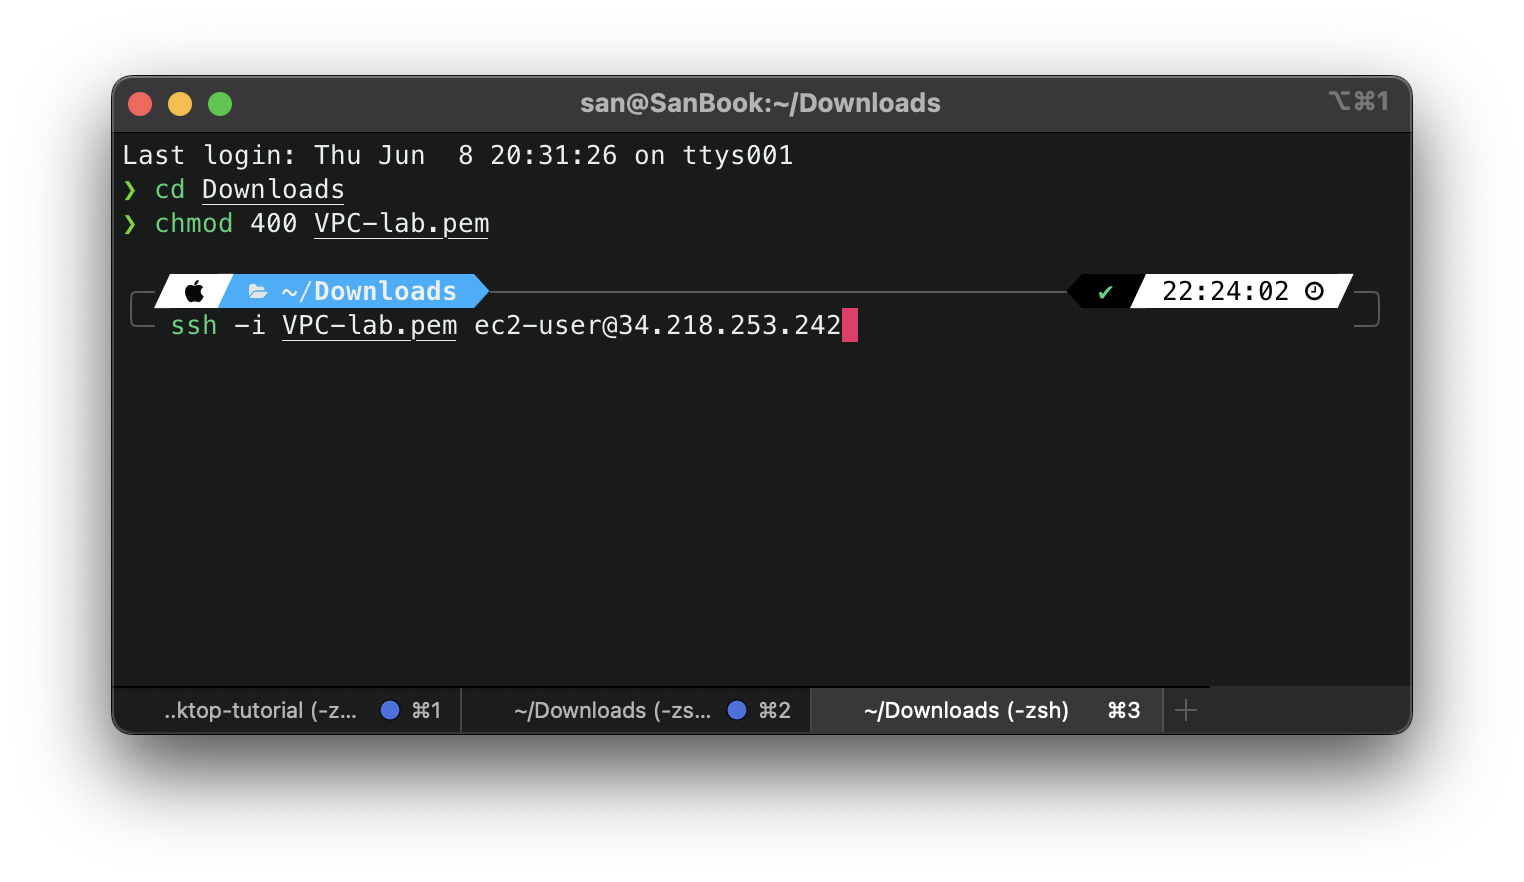 san@SanBook:~/Downloads
⌥⌘1
Last login: Thu Jun  8 20:31:26 on ttys001
❯ cd Downloads
❯ chmod 400 VPC-lab.pem
~/Downloads ✔ 22:24:02
ssh -i VPC-lab.pem ec2-user@34.218.253.242
..ktop-tutorial (-z... ⌘1 ~/Downloads (-zs... ⌘2 ~/Downloads (-zsh) ⌘3 +